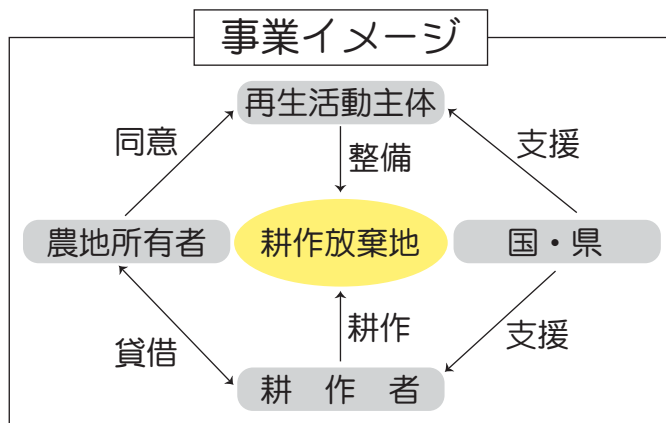 事業イメージ
再生活動主体
同意
整備
支援
農地所有者
耕作放棄地
国・県
貸借
耕作
支援
耕　作　者